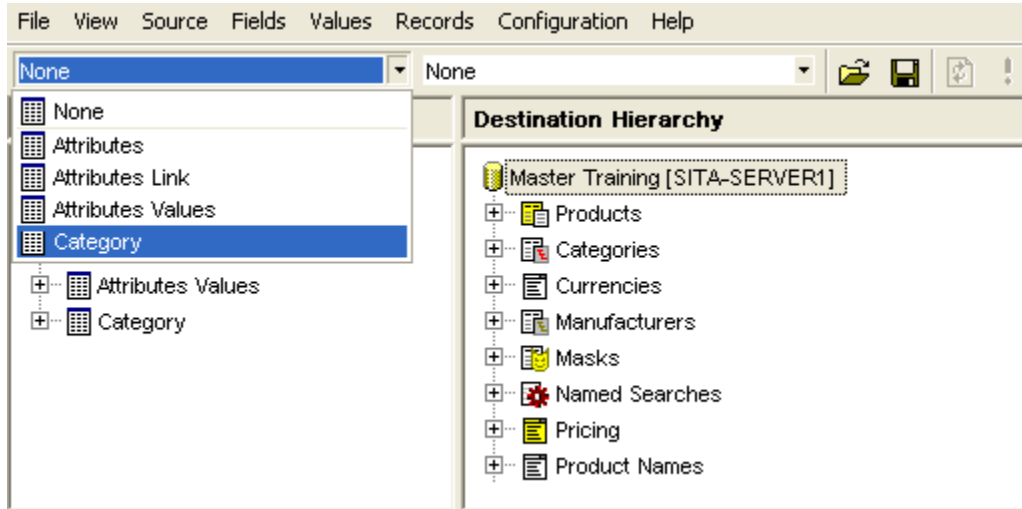 File View Source Fields Values Records Configuration Help
None None
None
Attributes
Attributes Link
Attributes Values
Category
Attributes Values
Category
Destination Hierarchy
Master Training [SITA-SERVER1]
Products
Categories
Currencies
Manufacturers
Masks
Named Searches
Pricing
Product Names